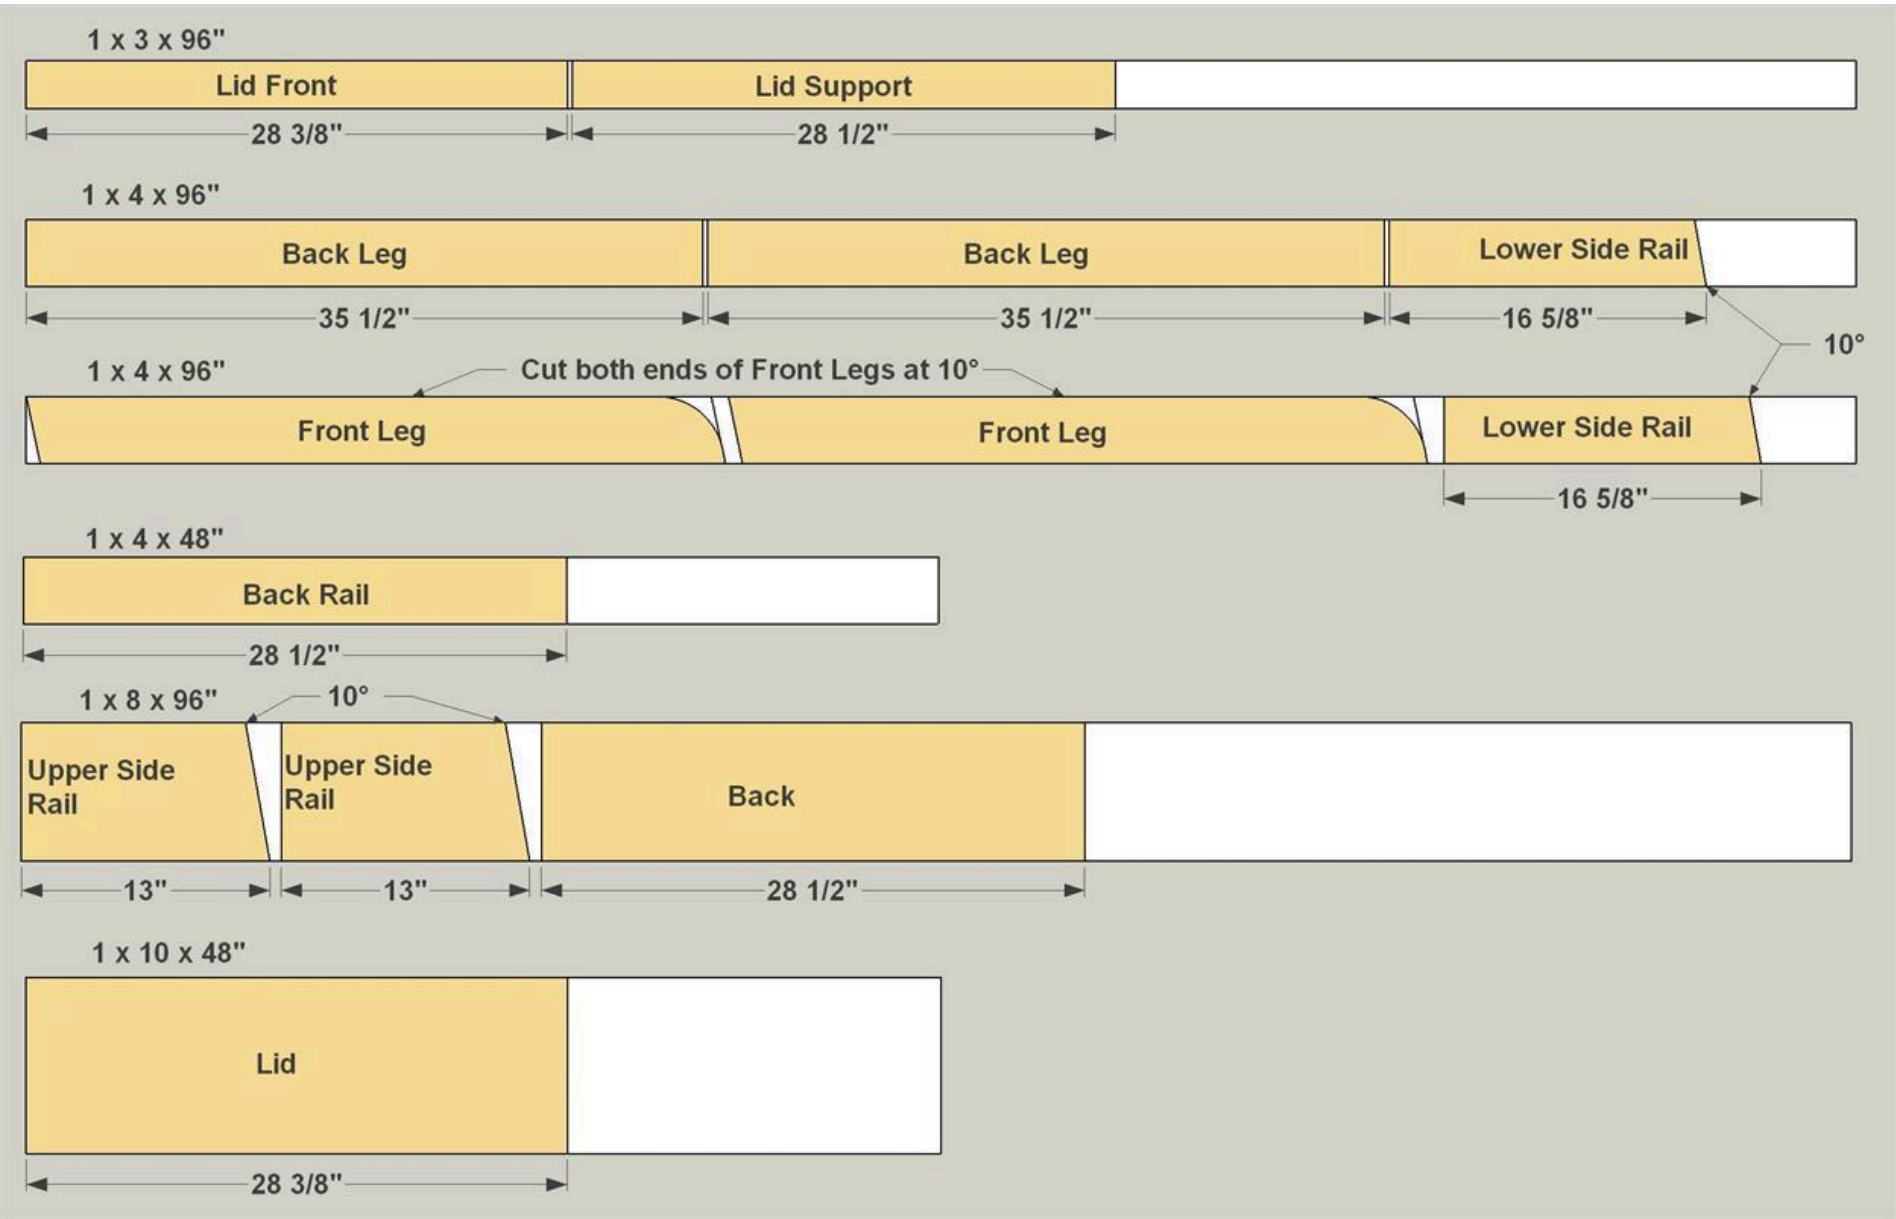 1 x 3 x 96"
Lid Front
Lid Support
28 3/8"
28 1/2"
1 x 4 x 96"
Back Leg
Back Leg
Lower Side Rail
35 1/2"
35 1/2"
16 5/8"
10°
1 x 4 x 96"
Cut both ends of Front Legs at 10°
Front Leg
Front Leg
Lower Side Rail
16 5/8"
1 x 4 x 48"
Back Rail
28 1/2"
1 x 8 x 96"
10°
Upper Side
Rail
Upper Side
Rail
Back
13"
13"
28 1/2"
1 x 10 x 48"
Lid
28 3/8"